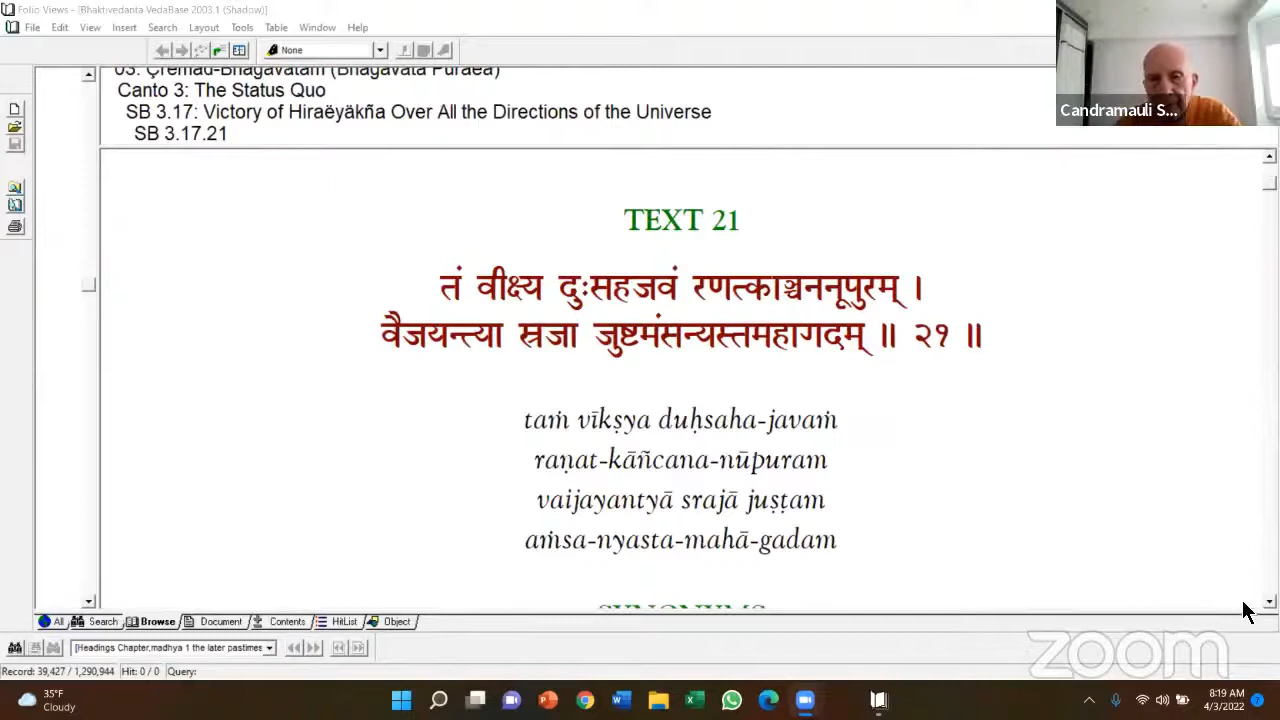 Folio Views - [Bhaktivedanta VedaBase 2003.1 (Shadow)]
File Edit View Insert Search Layout Tools Table Window Help
None
03: Çrémad-Bhägavatam (Bhägavata Puräëa)
Canto 3: The Status Quo
SB 3.17: Victory of Hiraëyäkña Over All the Directions of the Universe
SB 3.17.21
Candramauli S...
TEXT 21
तं वीक्ष्य दुःसहजवं रणत्काञ्चननूपुरम् ।
वैजयन्त्या स्रजा जुष्टमंसन्यस्तमहागदम् ॥ २१ ॥
taṁ vīkṣya duḥsaha-javaṁ
raṇat-kāñcana-nūpuram
vaijayantyā srajā juṣṭam
aṁsa-nyasta-mahā-gadam
SYNONYMS
All Search Browse Document Contents HitList Object
[Headings Chapter,madhya 1 the later pastimes
Record: 39,427 / 1,290,944 Hit: 0 / 0 Query:
zoom
35°F
Cloudy
8:19 AM
4/3/2022